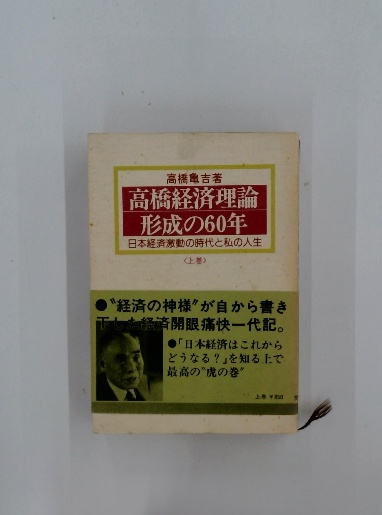 高橋亀吉著
高橋経済理論
形成の60年
日本経済激動の時代と私の人生
〈上巻〉
●“経済の神様”が自から書き
下した経済開眼痛快一代記。
●「日本経済はこれから
どうなる?」を知る上で
最高の“虎の巻”
上巻